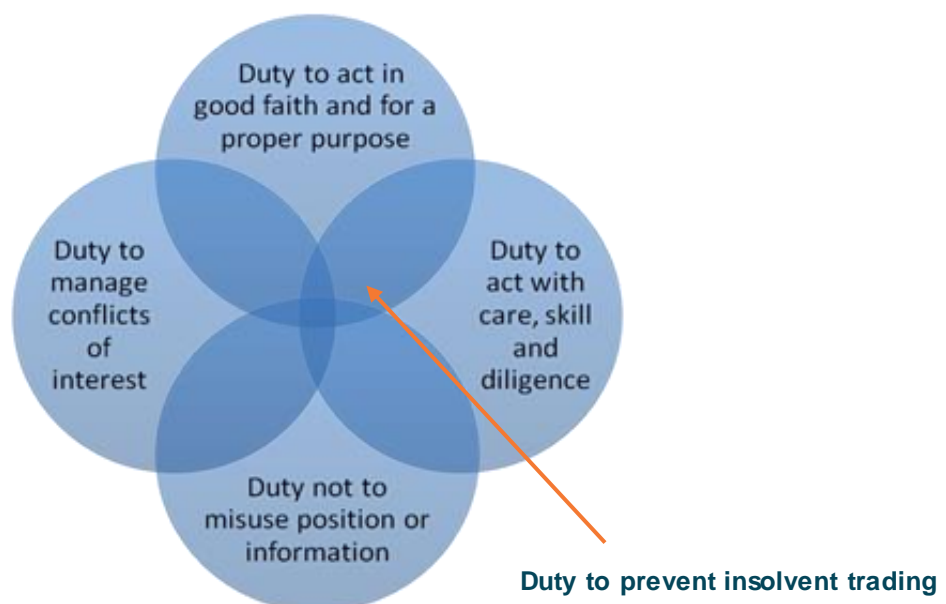 Duty to act in
good faith and for a
proper purpose
Duty to
manage
conflicts
of
interest
Duty to
act with
care, skill
and
diligence
Duty not to
misuse position or
information
Duty to prevent insolvent trading